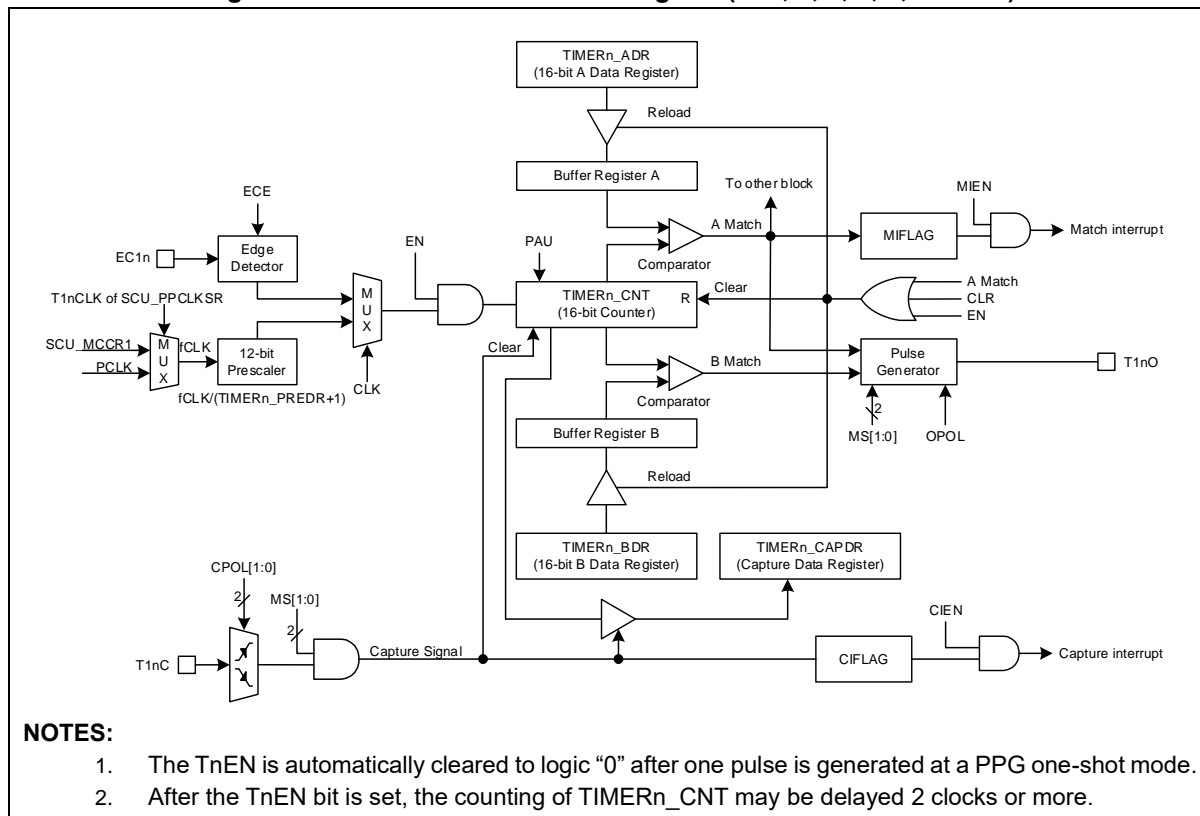 TIMERn_ADR
(16-bit A Data Register)
Reload
Buffer Register A
To other block
MIEN
ECE
A Match
MIFLAG
Match interrupt
EN
PAU
Edge
Detector
EC1n
Comparator
T1nCLK of SCU_PPCLKSR
MUX
TIMERn_CNT
(16-bit Counter)
R
Clear
A Match
CLR
EN
SCU_MCCR1
PCLK
MUX
fCLK
12-bit
Prescaler
fCLK/(TIMERn_PREDR+1)
CLK
Clear
B Match
Pulse
Generator
T1nO
Comparator
2
MS[1:0]
OPOL
Buffer Register B
Reload
TIMERn_BDR
(16-bit B Data Register)
TIMERn_CAPDR
(Capture Data Register)
CPOL[1:0]
2
MS[1:0]
2
CIEN
T1nC
Capture Signal
CIFLAG
Capture interrupt
NOTES:
1. The TnEN is automatically cleared to logic “0” after one pulse is generated at a PPG one-shot mode.
2. After the TnEN bit is set, the counting of TIMERn_CNT may be delayed 2 clocks or more.